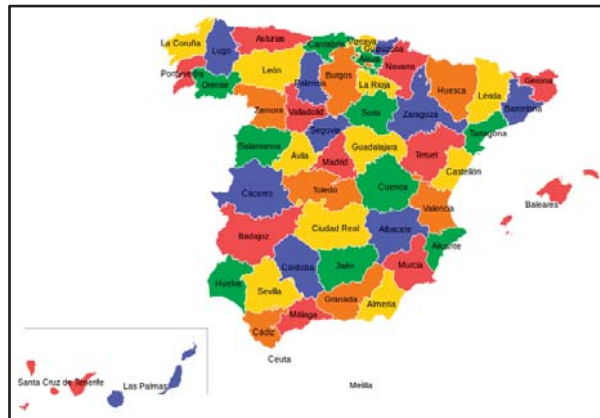 La Coruña
Lugo
Asturias
Cantabria
Vizcaya
Guipuzcoa
Alava
Navarra
Pontevedra
Orense
León
Palencia
Burgos
La Rioja
Huesca
Lérida
Gerona
Barcelona
Zamora
Valladolid
Soria
Zaragoza
Tarragona
Segovia
Salamanca
Ávila
Guadalajara
Madrid
Teruel
Castellón
Cáceres
Toledo
Cuenca
Valencia
Baleares
Badajoz
Ciudad Real
Albacete
Alicante
Huelva
Córdoba
Jaén
Murcia
Sevilla
Granada
Almería
Cádiz
Málaga
Ceuta
Santa Cruz de Tenerife
Las Palmas
Melilla